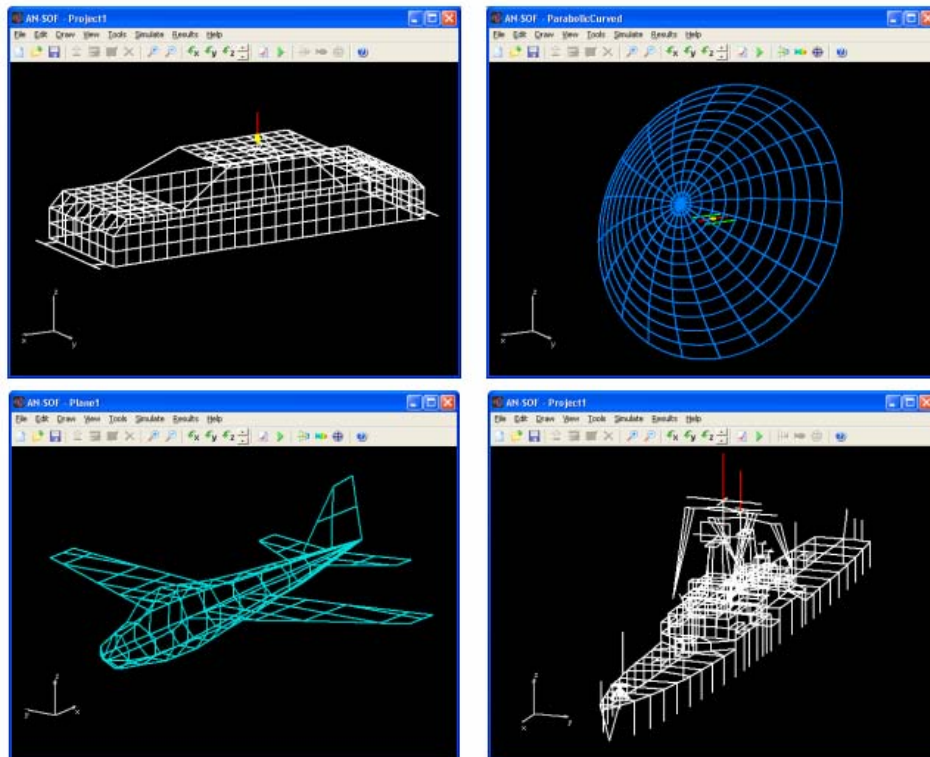 AN-SOF - Project1
File Edit Draw View Tools Simulate Results Help
x y z
z
x
y
AN-SOF - ParabolicCurved
File Edit Draw View Tools Simulate Results Help
x y z
z
x
y
AN-SOF - Plane1
File Edit Draw View Tools Simulate Results Help
x y z
z
x
y
AN-SOF - Project1
File Edit Draw View Tools Simulate Results Help
x y z
z
x
y